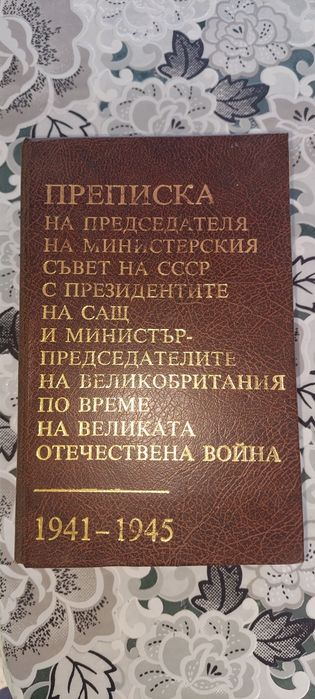 ПРЕПИСКА
НА ПРЕДСЕДАТЕЛЯ
НА МИНИСТЕРСКИЯ
СЪВЕТ НА СССР
С ПРЕЗИДЕНТИТЕ
НА САЩ
И МИНИСТЪР-
ПРЕДСЕДАТЕЛИТЕ
НА ВЕЛИКОБРИТАНИЯ
ПО ВРЕМЕ
НА ВЕЛИКАТА
ОТЕЧЕСТВЕНА ВОЙНА
1941–1945